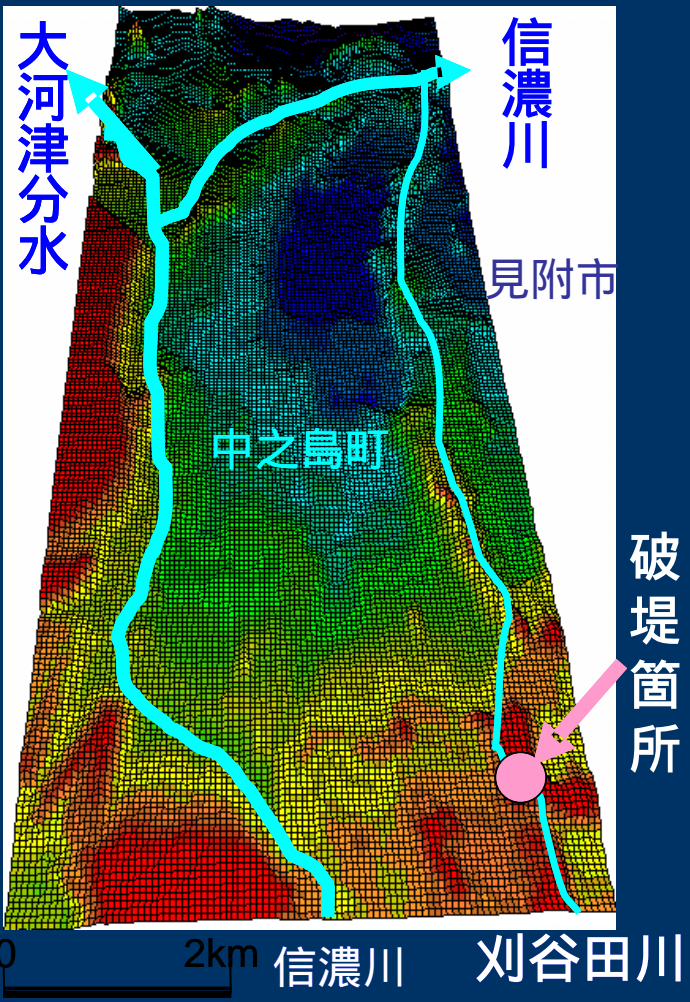 大河津分水
信濃川
見附市
中之島町
破堤箇所
0 2km
信濃川
刈谷田川